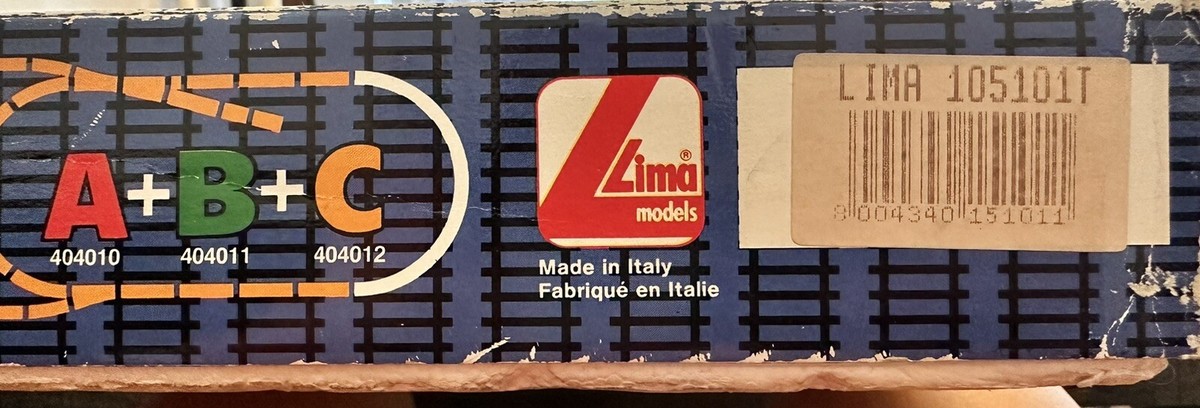 A+B+C
404010 404011 404012
Lima®
models
Made in Italy
Fabriqué en Italie
LIMA 105101T
8 004340 151011